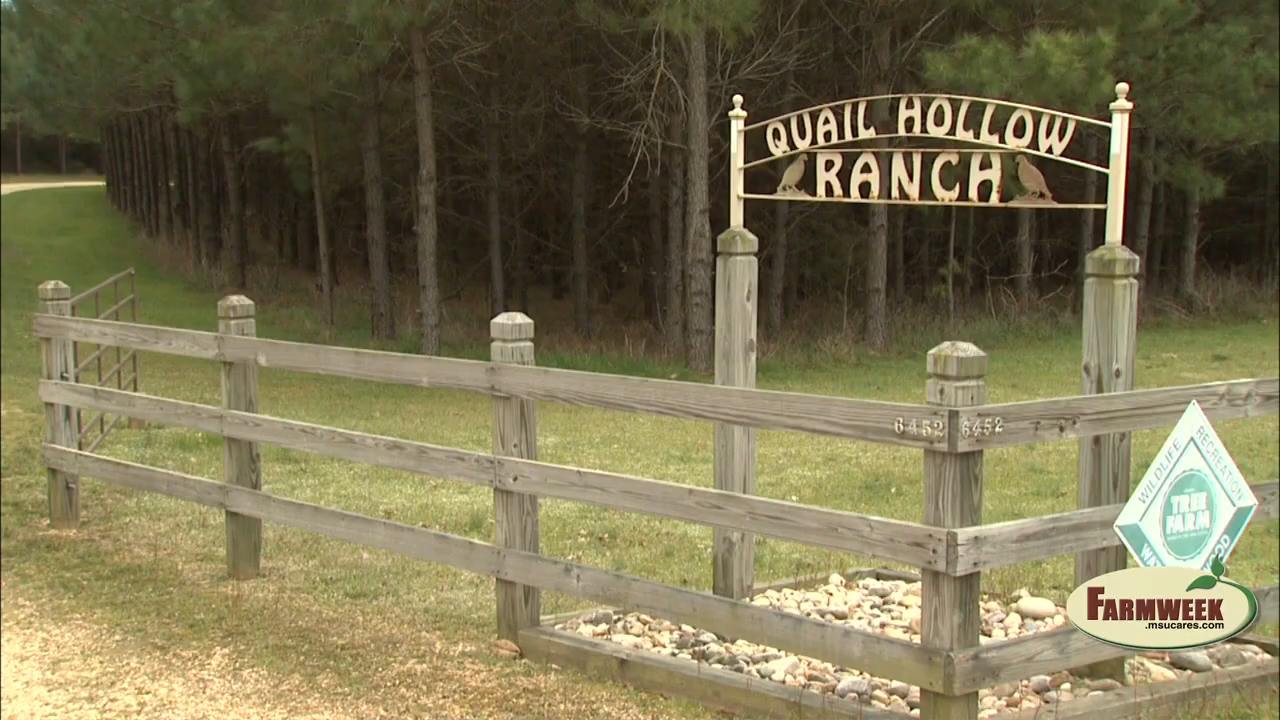 QUAIL HOLLOW
RANCH
6452 6452
WILDLIFE
RECREATION
TREE
FARM
FARMWEEK
.msucares.com